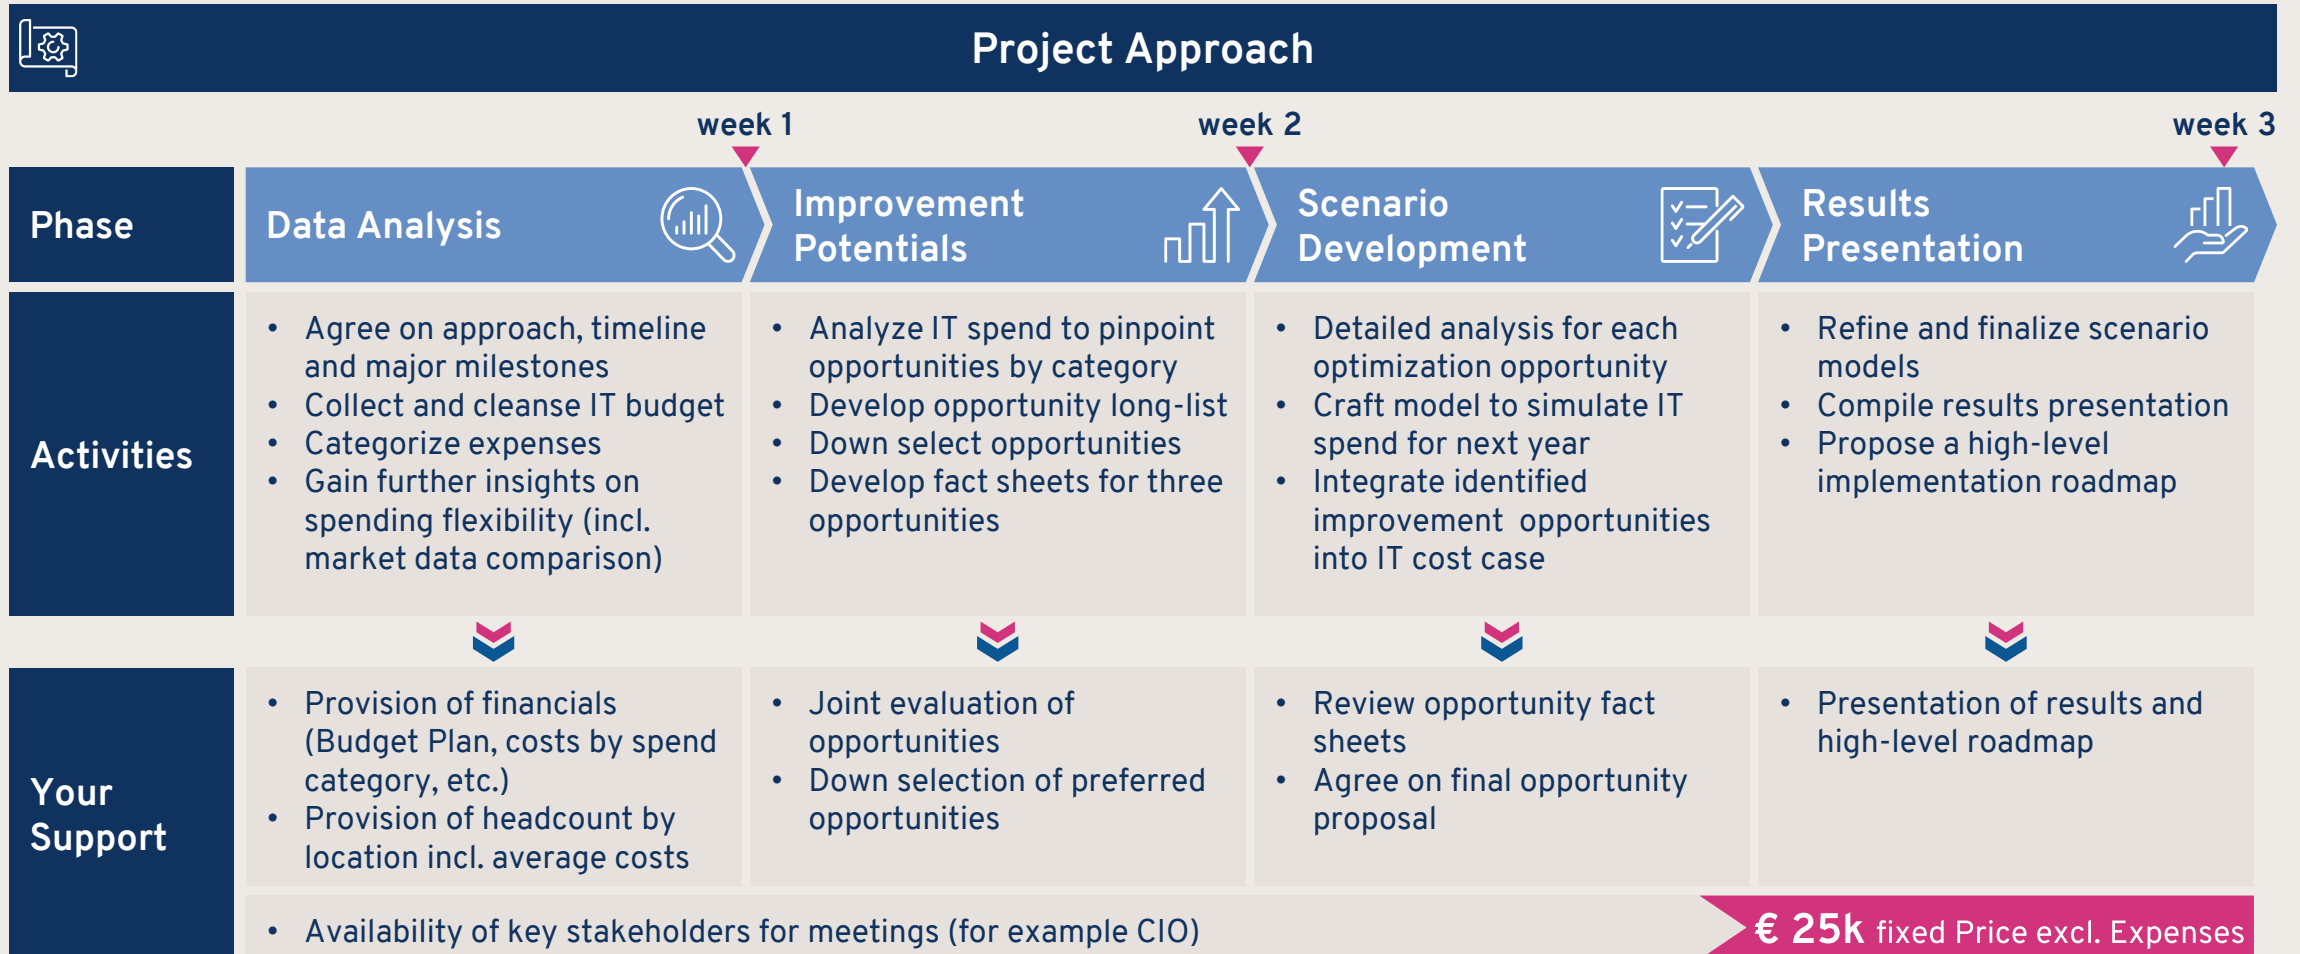 Project Approach
week 1
week 2
week 3
Phase
Data Analysis
Improvement
Potentials
Scenario
Development
Results
Presentation
Activities
• Agree on approach, timeline
and major milestones
• Collect and cleanse IT budget
• Categorize expenses
• Gain further insights on
spending flexibility (incl.
market data comparison)
• Analyze IT spend to pinpoint
opportunities by category
• Develop opportunity long-list
• Down select opportunities
• Develop fact sheets for three
opportunities
• Detailed analysis for each
optimization opportunity
• Craft model to simulate IT
spend for next year
• Integrate identified
improvement opportunities
into IT cost case
• Refine and finalize scenario
models
• Compile results presentation
• Propose a high-level
implementation roadmap
Your
Support
• Provision of financials
(Budget Plan, costs by spend
category, etc.)
• Provision of headcount by
location incl. average costs
• Joint evaluation of
opportunities
• Down selection of preferred
opportunities
• Review opportunity fact
sheets
• Agree on final opportunity
proposal
• Presentation of results and
high-level roadmap
• Availability of key stakeholders for meetings (for example CIO)
€ 25k fixed Price excl. Expenses